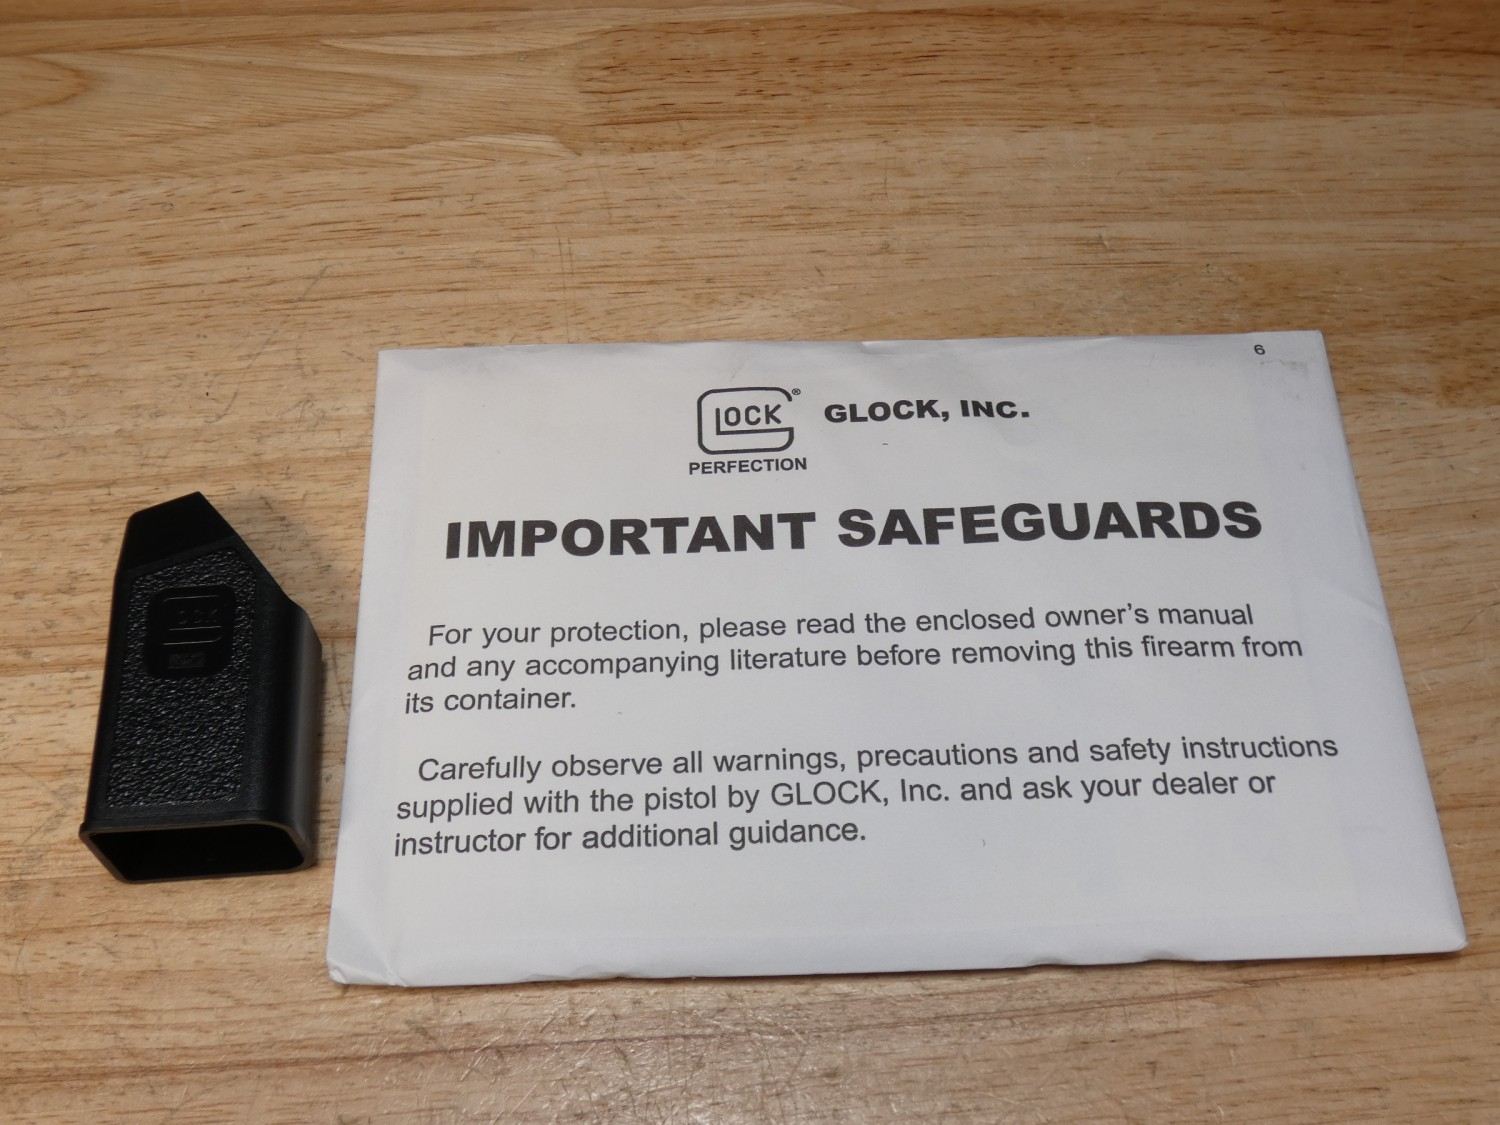 6
GLOCK ® GLOCK, INC.
PERFECTION
IMPORTANT SAFEGUARDS
For your protection, please read the enclosed owner's manual
and any accompanying literature before removing this firearm from
its container.
Carefully observe all warnings, precautions and safety instructions
supplied with the pistol by GLOCK, Inc. and ask your dealer or
instructor for additional guidance.
GLOCK